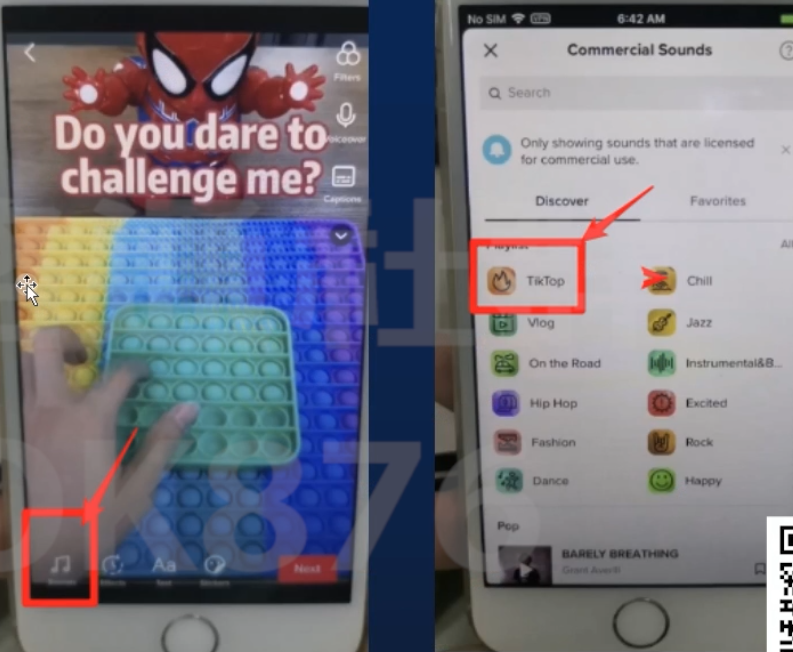 Filters
Do you dare to
challenge me?
Voiceover
Captions
Sounds
Effects
Aa
Text
Stickers
Next
No SIM
VPN
6:42 AM
Commercial Sounds
Search
Only showing sounds that are licensed
for commercial use.
Discover
Favorites
Playlist
All
TikTop
Chill
Vlog
Jazz
On the Road
Instrumental&B...
Hip Hop
Excited
Fashion
Rock
Dance
Happy
Pop
BARELY BREATHING
Grant Averill